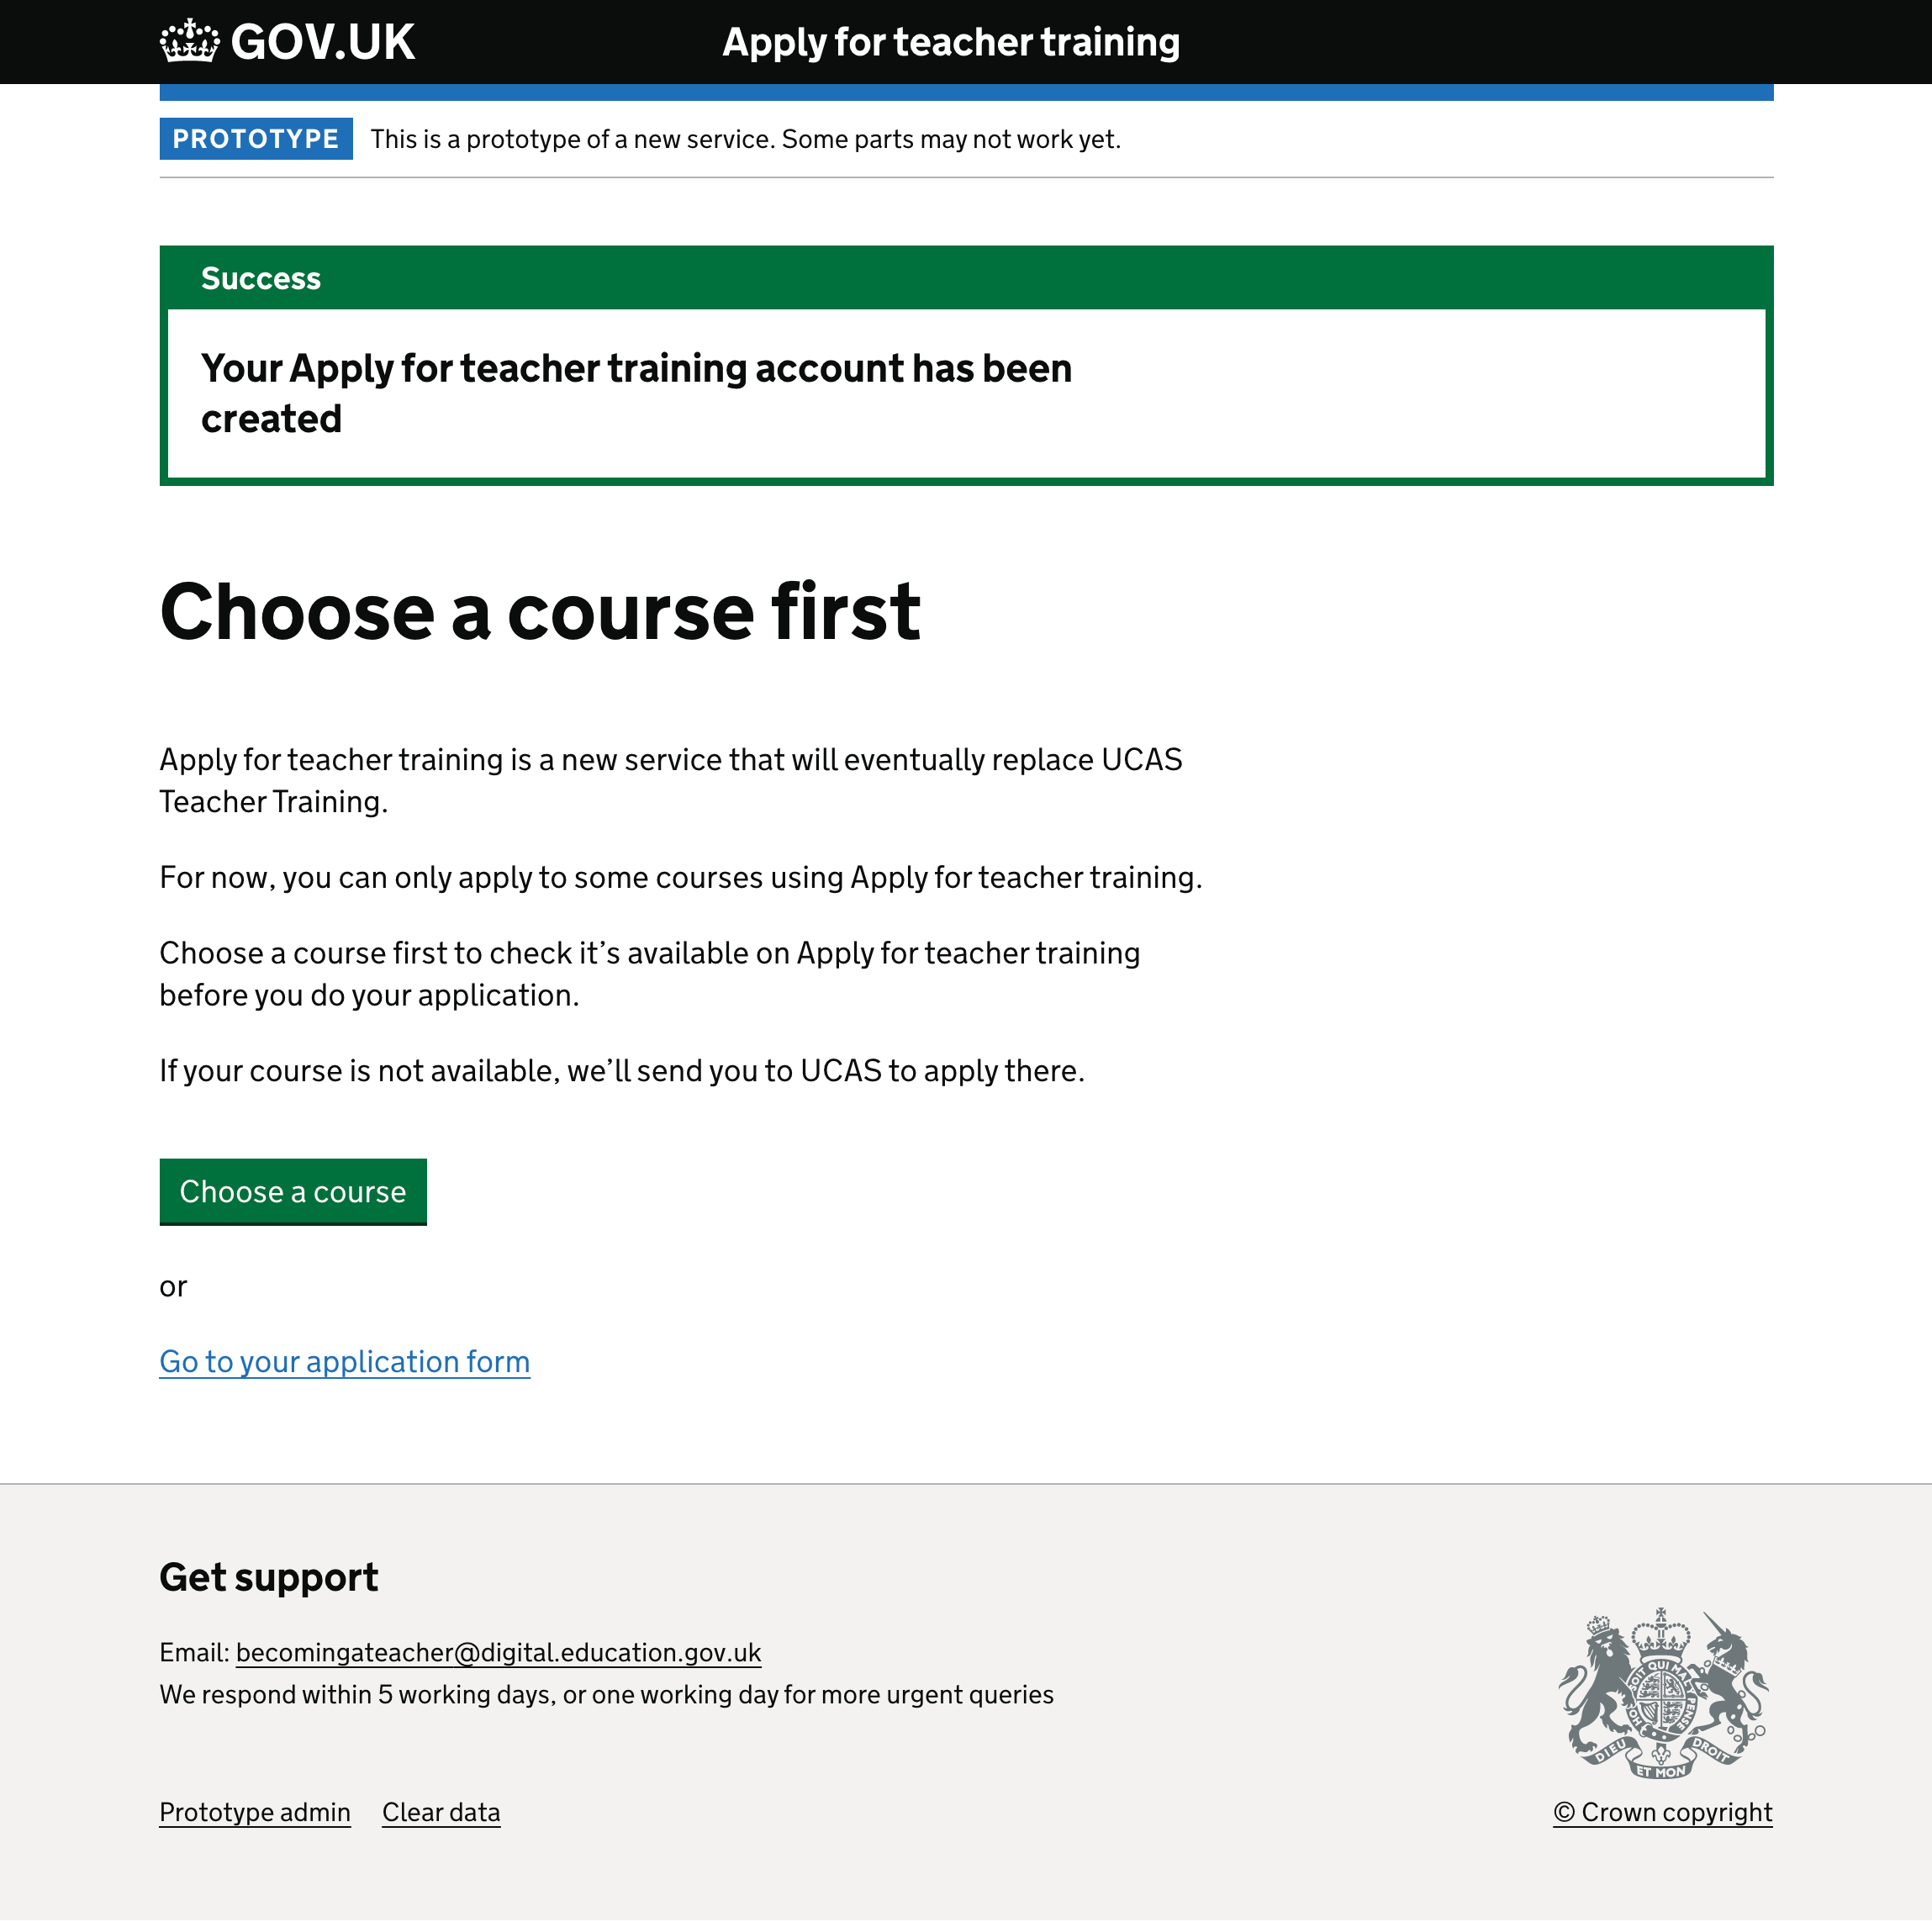 GOV.UK
Apply for teacher training
PROTOTYPE This is a prototype of a new service. Some parts may not work yet.
Success
Your Apply for teacher training account has been
created
Choose a course first
Apply for teacher training is a new service that will eventually replace UCAS
Teacher Training.
For now, you can only apply to some courses using Apply for teacher training.
Choose a course first to check it’s available on Apply for teacher training
before you do your application.
If your course is not available, we’ll send you to UCAS to apply there.
Choose a course
or
Go to your application form
Get support
Email: becomingateacher@digital.education.gov.uk
We respond within 5 working days, or one working day for more urgent queries
DIEU ET MON DROIT
Prototype admin Clear data
© Crown copyright